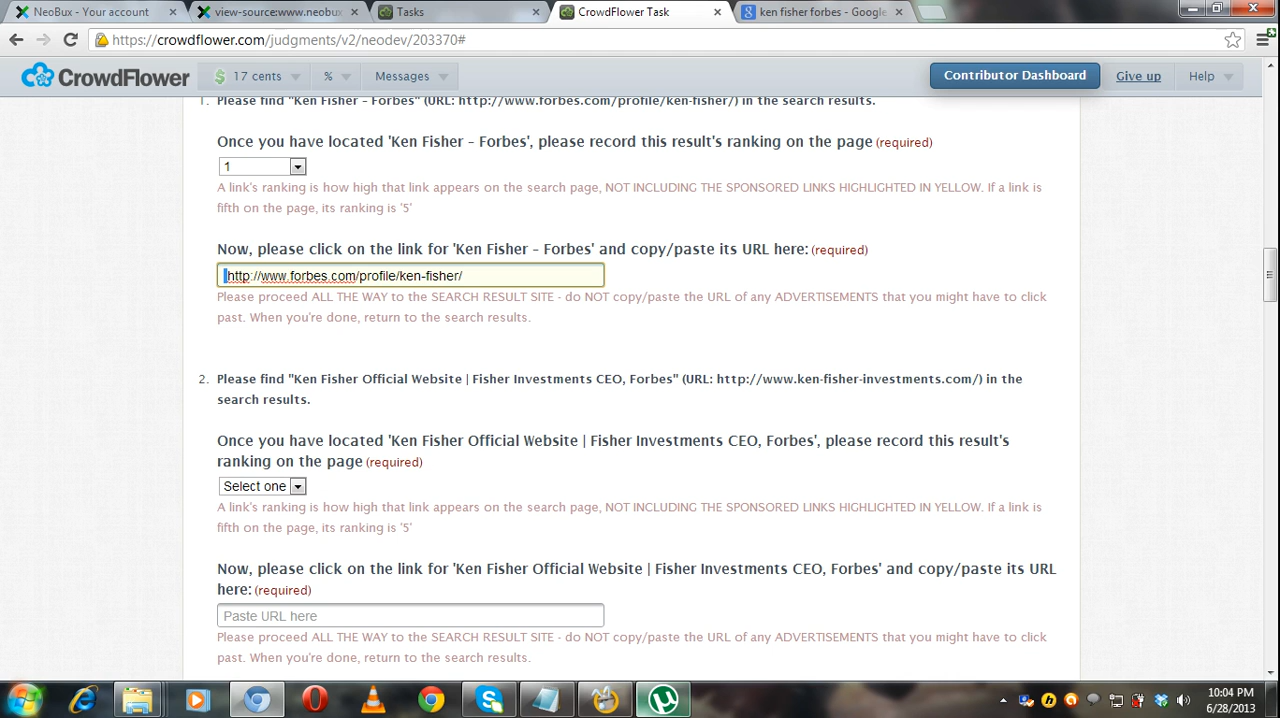 NeoBux - Your account
view-source:www.neobux
Tasks
CrowdFlower Task
ken fisher forbes - Google
https://crowdflower.com/judgments/v2/neodev/203370#
CrowdFlower
$ 17 cents
%
Messages
Contributor Dashboard
Give up
Help
1. Please find "Ken Fisher - Forbes" (URL: http://www.forbes.com/profile/ken-fisher/) in the search results.
Once you have located 'Ken Fisher - Forbes', please record this result's ranking on the page (required)
1
A link's ranking is how high that link appears on the search page, NOT INCLUDING THE SPONSORED LINKS HIGHLIGHTED IN YELLOW. If a link is
fifth on the page, its ranking is '5'
Now, please click on the link for 'Ken Fisher - Forbes' and copy/paste its URL here: (required)
http://www.forbes.com/profile/ken-fisher/
Please proceed ALL THE WAY to the SEARCH RESULT SITE - do NOT copy/paste the URL of any ADVERTISEMENTS that you might have to click
past. When you're done, return to the search results.
2. Please find "Ken Fisher Official Website | Fisher Investments CEO, Forbes" (URL: http://www.ken-fisher-investments.com/) in the
search results.
Once you have located 'Ken Fisher Official Website | Fisher Investments CEO, Forbes', please record this result's
ranking on the page (required)
Select one
A link's ranking is how high that link appears on the search page, NOT INCLUDING THE SPONSORED LINKS HIGHLIGHTED IN YELLOW. If a link is
fifth on the page, its ranking is '5'
Now, please click on the link for 'Ken Fisher Official Website | Fisher Investments CEO, Forbes' and copy/paste its URL
here: (required)
Paste URL here
Please proceed ALL THE WAY to the SEARCH RESULT SITE - do NOT copy/paste the URL of any ADVERTISEMENTS that you might have to click
past. When you're done, return to the search results.
10:04 PM
6/28/2013